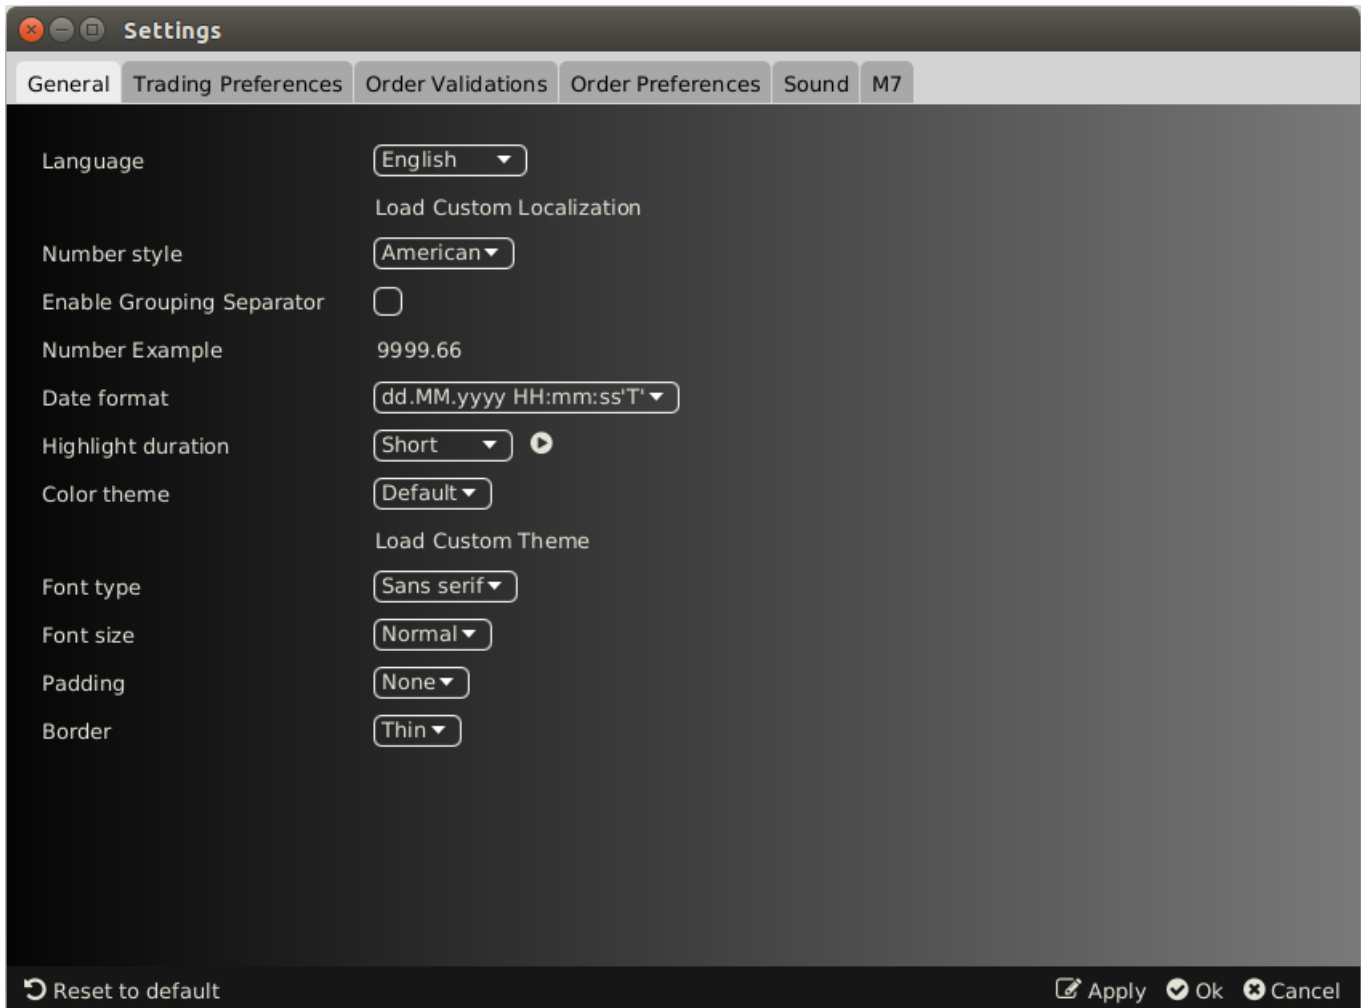 Settings
General Trading Preferences Order Validations Order Preferences Sound M7
Language English
Load Custom Localization
Number style American
Enable Grouping Separator
Number Example 9999.66
Date format dd.MM.yyyy HH:mm:ss'T'
Highlight duration Short
Color theme Default
Load Custom Theme
Font type Sans serif
Font size Normal
Padding None
Border Thin
Reset to default Apply Ok Cancel